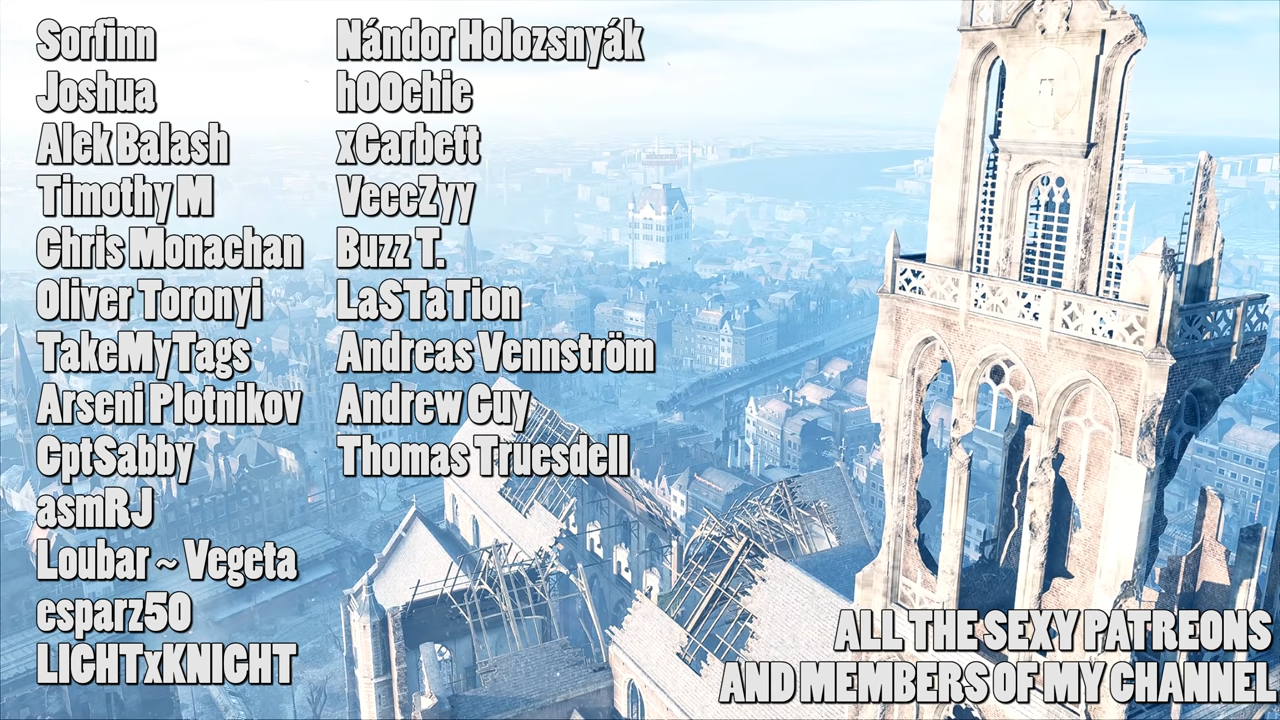 Sorfinn
Joshua
Alek Balash
Timothy M
Chris Monachan
Oliver Toronyi
TakeMyTags
Arseni Plotnikov
CptSabby
asmRJ
Loubar ~ Vegeta
esparz50
LIGHTxKNIGHT
Nándor Holozsnyák
h00chie
xGarbett
VeccZyy
Buzz T.
LaSTaTion
Andreas Vennström
Andrew Guy
Thomas Truesdell
ALL THE SEXY PATREONS
AND MEMBERS OF MY CHANNEL